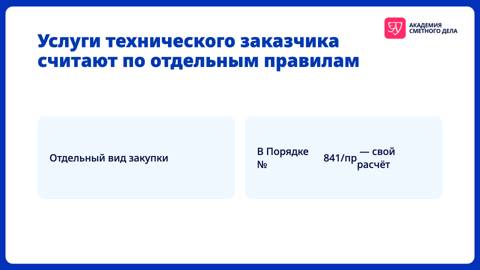 АКАДЕМИЯ
СМЕТНОГО ДЕЛА
Услуги технического заказчика
считают по отдельным правилам
Отдельный вид закупки
В Порядке № 841/пр — свой расчёт